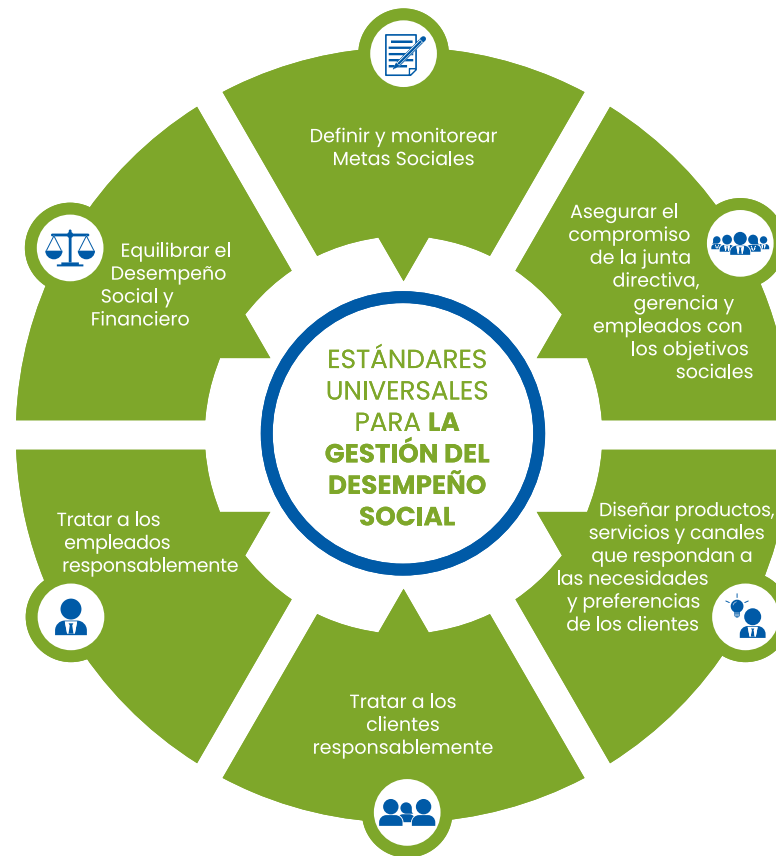 Definir y monitorear
Metas Sociales
Asegurar el
compromiso
de la junta
directiva,
gerencia y
empleados con
los objetivos
sociales
Diseñar productos,
servicios y canales
que respondan a
las necesidades
y preferencias
de los clientes
Tratar a los
clientes
responsablemente
Tratar a los
empleados
responsablemente
Equilibrar el
Desempeño
Social y
Financiero
ESTÁNDARES
UNIVERSALES
PARA LA
GESTIÓN DEL
DESEMPEÑO
SOCIAL